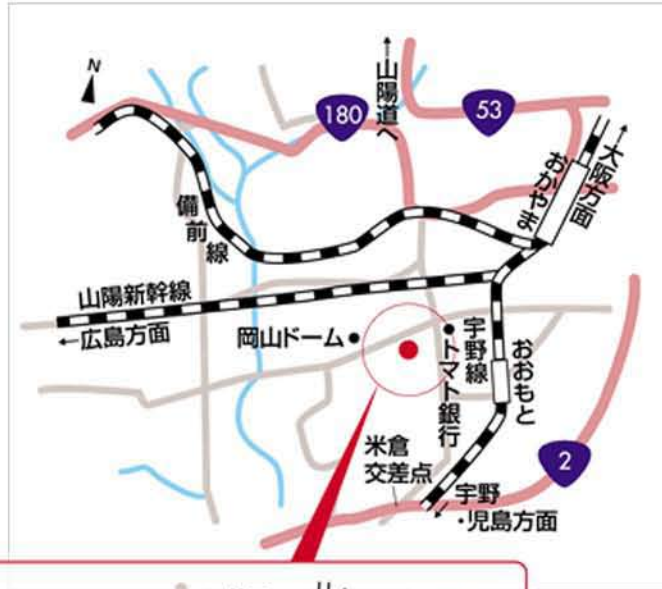 N
←山陽道へ
180
53
おかやま
大阪方面→
備前線
山陽新幹線
←広島方面
岡山ドーム
宇野線
トマト銀行
おおもと
米倉
交差点
2
宇野
・児島方面